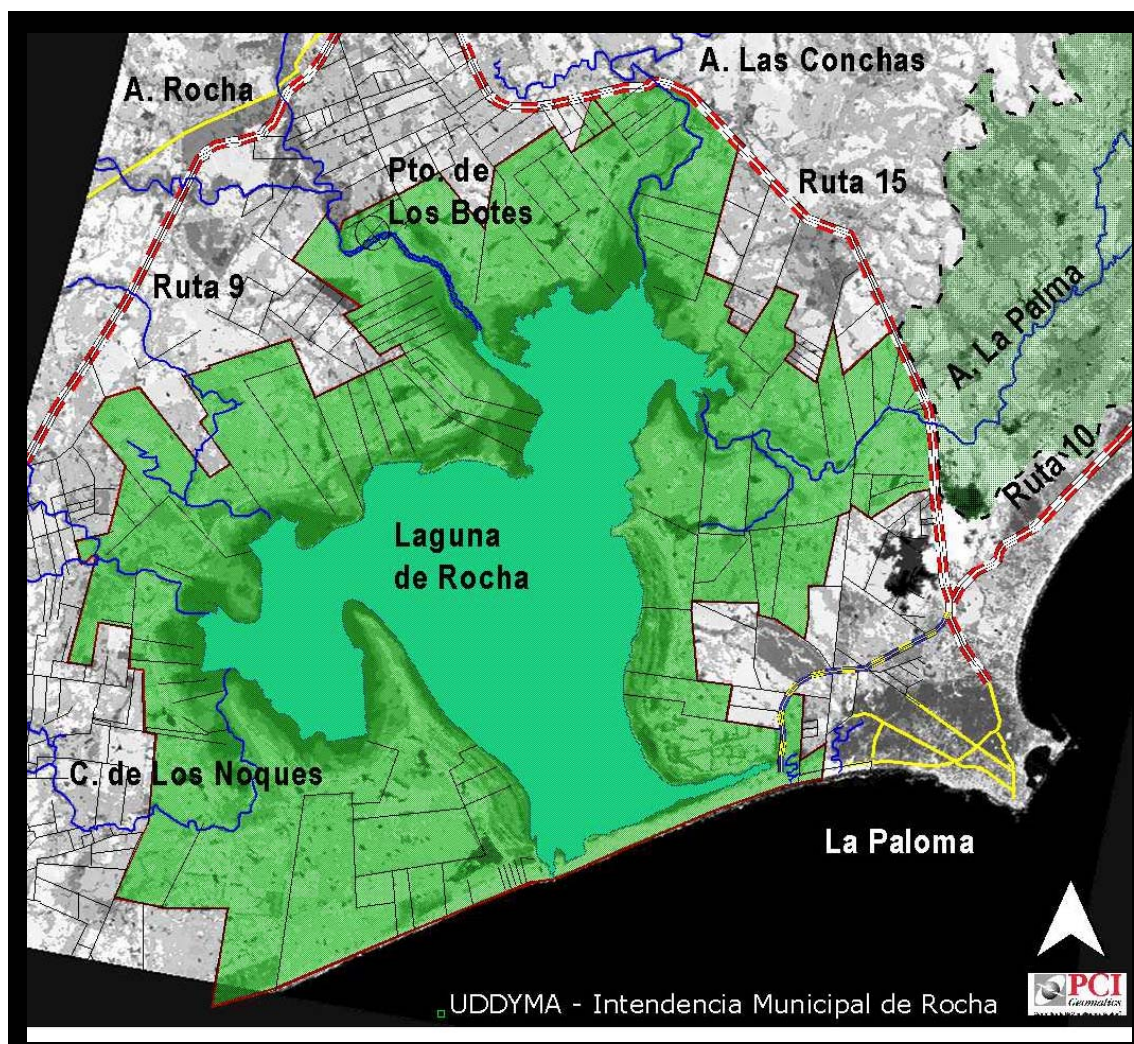 A. Las Conchas
A. Rocha
Pto. de
Los Botes
Ruta 15
Ruta 9
A. La Palma
Ruta 10
Laguna
de Rocha
C. de Los Noques
La Paloma
UDDYMA - Intendencia Municipal de Rocha
PCI
Geomatics